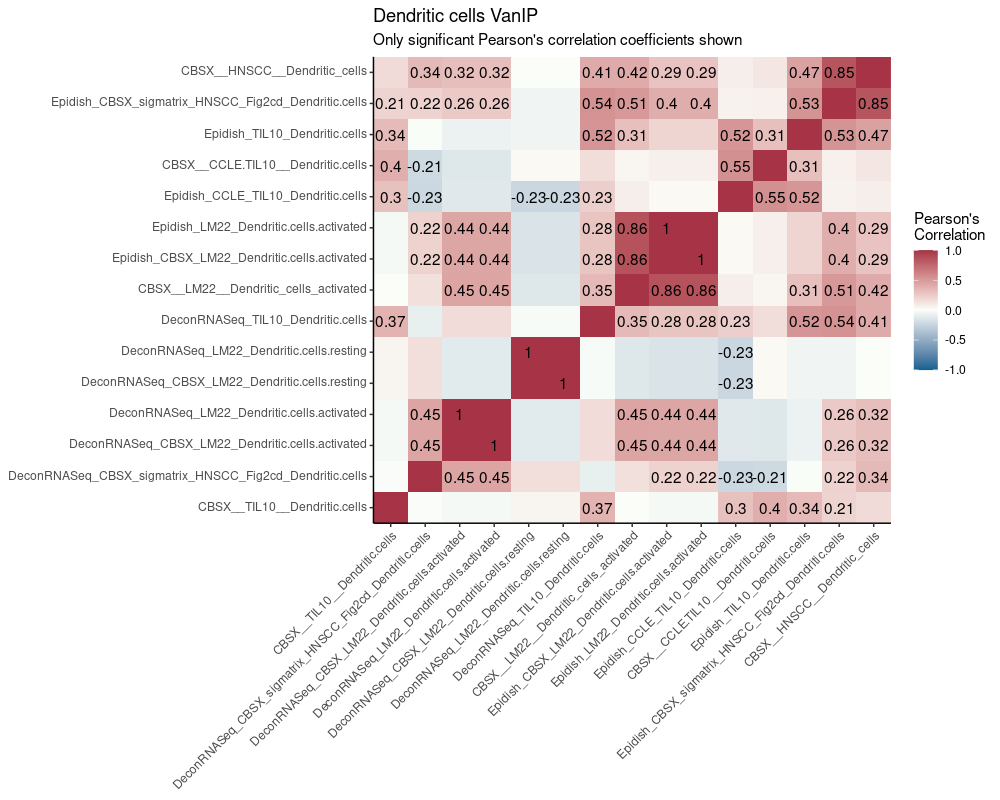 Dendritic cells VanIP
Only significant Pearson's correlation coefficients shown
CBSX__HNSCC__Dendritic_cells 0.34 0.32 0.32 0.41 0.42 0.29 0.29 0.47 0.85
Epidish_CBSX_sigmatrix_HNSCC_Fig2cd_Dendritic.cells 0.21 0.22 0.26 0.26 0.54 0.51 0.4 0.4 0.53 0.85
Epidish_TIL10_Dendritic.cells 0.34 0.52 0.31 0.52 0.31 0.53 0.47
CBSX__CCLE.TIL10__Dendritic.cells 0.4 -0.21 0.55 0.31
Epidish_CCLE_TIL10_Dendritic.cells 0.3 -0.23 -0.23 -0.23 0.23 0.55 0.52
Epidish_LM22_Dendritic.cells.activated 0.22 0.44 0.44 0.28 0.86 1 0.4 0.29
Epidish_CBSX_LM22_Dendritic.cells.activated 0.22 0.44 0.44 0.28 0.86 1 0.4 0.29
CBSX__LM22__Dendritic_cells_activated 0.45 0.45 0.35 0.86 0.86 0.31 0.51 0.42
DeconRNASeq_TIL10_Dendritic.cells 0.37 0.35 0.28 0.28 0.23 0.52 0.54 0.41
DeconRNASeq_LM22_Dendritic.cells.resting 1 -0.23
DeconRNASeq_CBSX_LM22_Dendritic.cells.resting 1 -0.23
DeconRNASeq_LM22_Dendritic.cells.activated 0.45 1 0.45 0.44 0.44 0.26 0.32
DeconRNASeq_CBSX_LM22_Dendritic.cells.activated 0.45 1 0.45 0.44 0.44 0.26 0.32
DeconRNASeq_CBSX_sigmatrix_HNSCC_Fig2cd_Dendritic.cells 0.45 0.45 0.22 0.22 -0.23 -0.21 0.22 0.34
CBSX__TIL10__Dendritic.cells 0.37 0.3 0.4 0.34 0.21
CBSX__TIL10__Dendritic.cells
DeconRNASeq_CBSX_sigmatrix_HNSCC_Fig2cd_Dendritic.cells
DeconRNASeq_CBSX_LM22_Dendritic.cells.activated
DeconRNASeq_LM22_Dendritic.cells.activated
DeconRNASeq_CBSX_LM22_Dendritic.cells.resting
DeconRNASeq_LM22_Dendritic.cells.resting
DeconRNASeq_TIL10_Dendritic.cells
CBSX__LM22__Dendritic_cells_activated
Epidish_CBSX_LM22_Dendritic.cells.activated
Epidish_LM22_Dendritic.cells.activated
Epidish_CCLE_TIL10_Dendritic.cells
CBSX__CCLE.TIL10__Dendritic.cells
Epidish_TIL10_Dendritic.cells
Epidish_CBSX_sigmatrix_HNSCC_Fig2cd_Dendritic.cells
CBSX__HNSCC__Dendritic_cells
Pearson's
Correlation
1.0
0.5
0.0
-0.5
-1.0